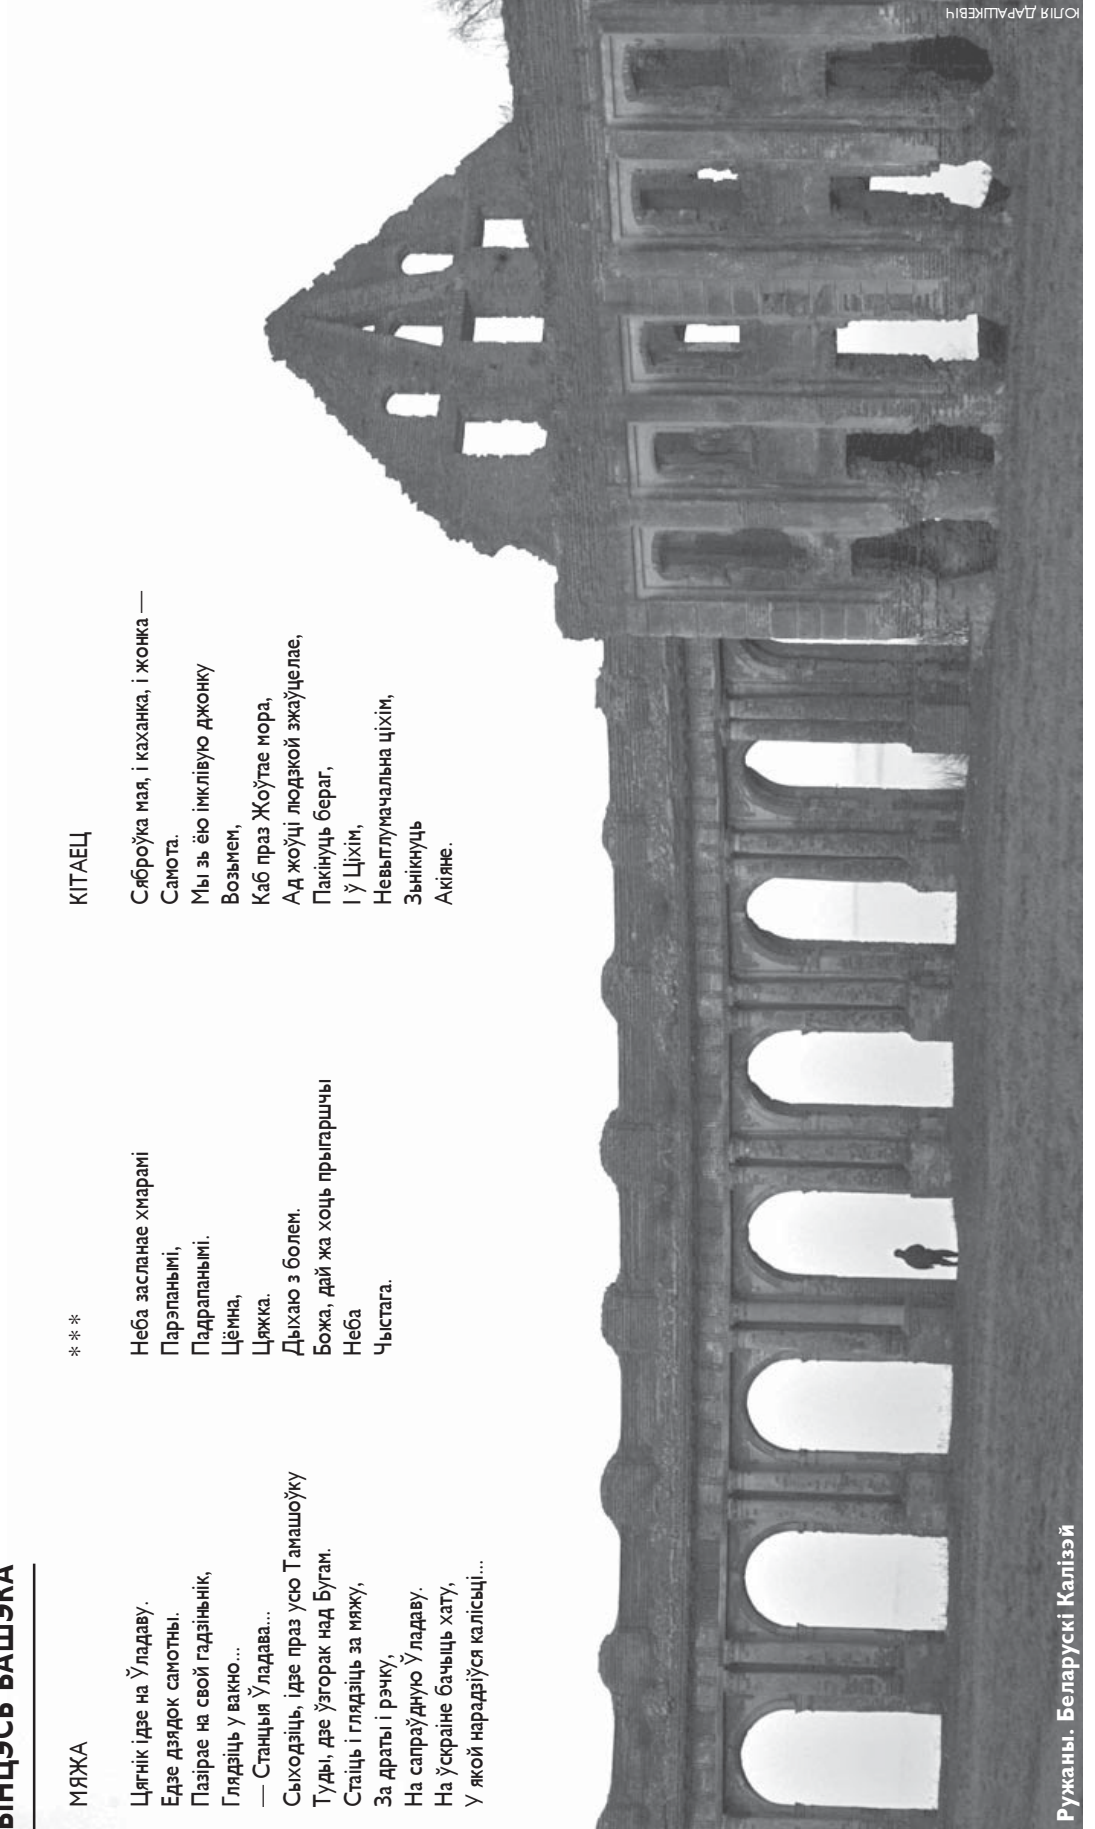 МЯЖА
Цягнік ідзе на Ўладаву.
Едзе дзядок самотны.
Пазірае на свой гадзіньнік,
Глядзіць у вакно...
— Станцыя Ўладава...
Сыходзіць, ідзе праз усю Тамашоўку
Туды, дзе ўзгорак над Бугам.
Стаіць і глядзіць за мяжу,
За драты і рэчку,
На сапраўдную Ўладаву.
На ўскраіне бачыць хату,
У якой нарадзіўся калісьці...
***
Неба засланае хмарамі
Парэпанымі,
Падрапанымі.
Цёмна,
Цяжка.
Дыхаю з болем.
Божа, дай жа хоць прыгаршчы
Неба
Чыстага.
КІТАЕЦ
Сяброўка мая, і каханка, і жонка —
Самота.
Мы зь ёю імклівую джонку
Возьмем,
Каб праз Жоўтае мора,
Ад жоўці людзкой зжаўцелае,
Пакінуць бераг,
І ў Ціхім,
Невытлумачальна ціхім,
Зьнікнуць
Акіяне.
ЮЛІЯ ДАРАШКЕВІЧ
Ружаны. Беларускі Калізэй